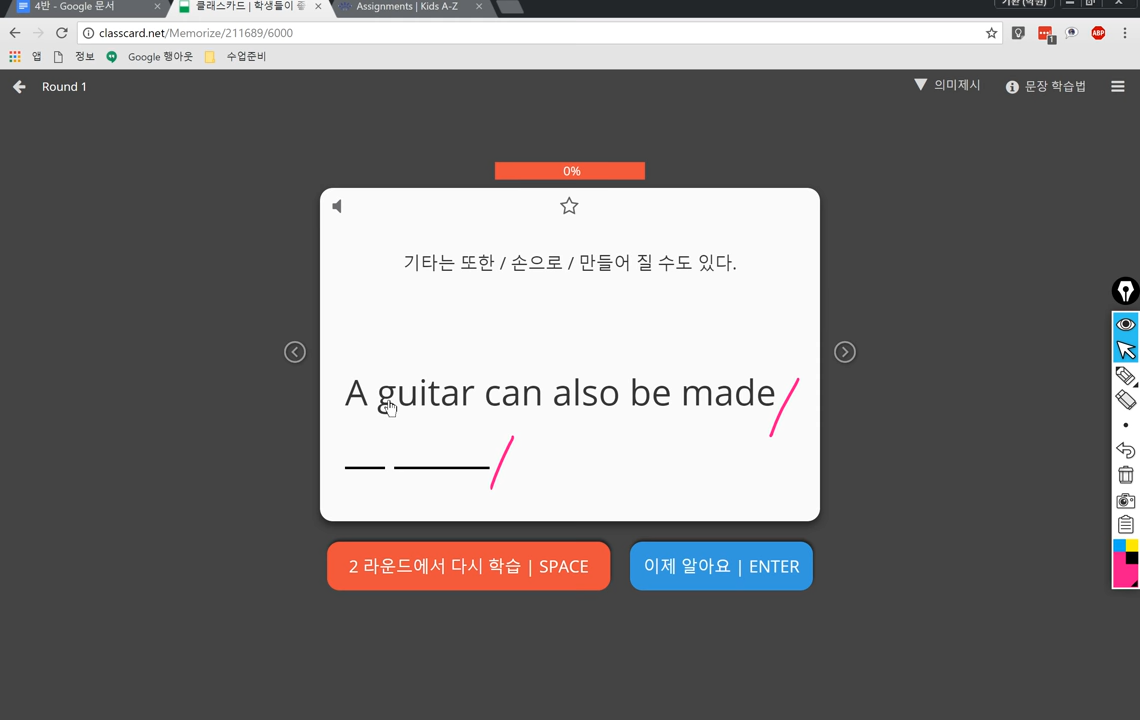 4반 - Google 문서
클래스카드 | 학생들이 좋
Assignments | Kids A-Z
classcard.net/Memorize/211689/6000
1
ABP
앱
정보
Google 행아웃
수업준비
Round 1
의미제시
문장 학습법
0%
기타는 또한 / 손으로 / 만들어 질 수도 있다.
A guitar can also be made
2 라운드에서 다시 학습 | SPACE
이제 알아요 | ENTER